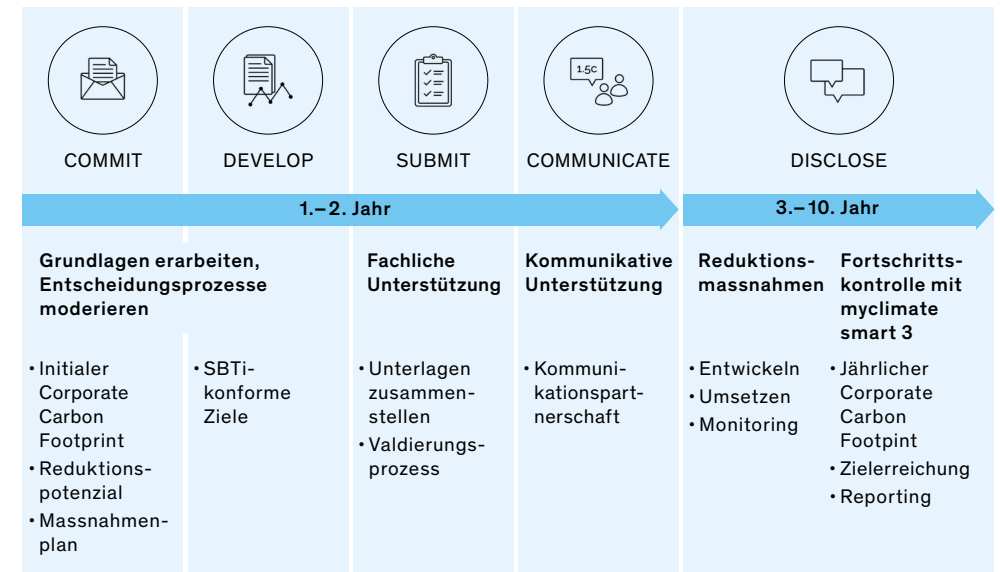 1.5C
COMMIT
DEVELOP
SUBMIT
COMMUNICATE
DISCLOSE
1.–2. Jahr
3.–10. Jahr
Grundlagen erarbeiten,
Entscheidungsprozesse
moderieren
• Initialer
Corporate
Carbon
Footprint
• Reduktions-
potenzial
• Massnahmen-
plan
• SBTi-
konforme
Ziele
Fachliche
Unterstützung
• Unterlagen
zusammen-
stellen
• Valdierungs-
prozess
Kommunikative
Unterstützung
• Kommuni-
kationspart-
nerschaft
Reduktions-
massnahmen
• Entwickeln
• Umsetzen
• Monitoring
Fortschritts-
kontrolle mit
myclimate
smart 3
• Jährlicher
Corporate
Carbon
Footpint
• Zielerreichung
• Reporting